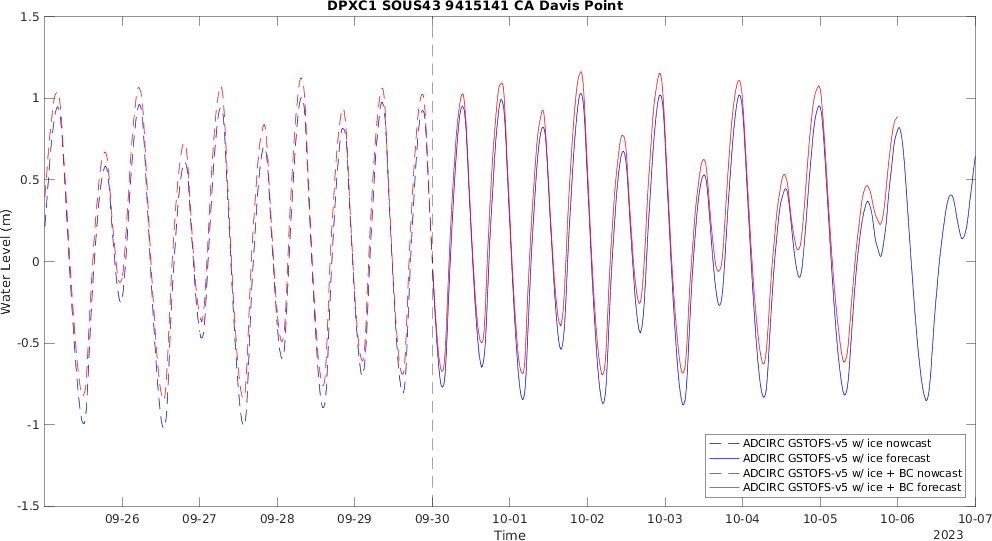 DPXC1 SOUS43 9415141 CA Davis Point
1.5
1
0.5
0
-0.5
-1
-1.5
Water Level (m)
09-26
09-27
09-28
09-29
09-30
10-01
10-02
10-03
10-04
10-05
10-06
10-07
2023
Time
ADCIRC GSTOFS-v5 w/ ice nowcast
ADCIRC GSTOFS-v5 w/ ice forecast
ADCIRC GSTOFS-v5 w/ ice + BC nowcast
ADCIRC GSTOFS-v5 w/ ice + BC forecast